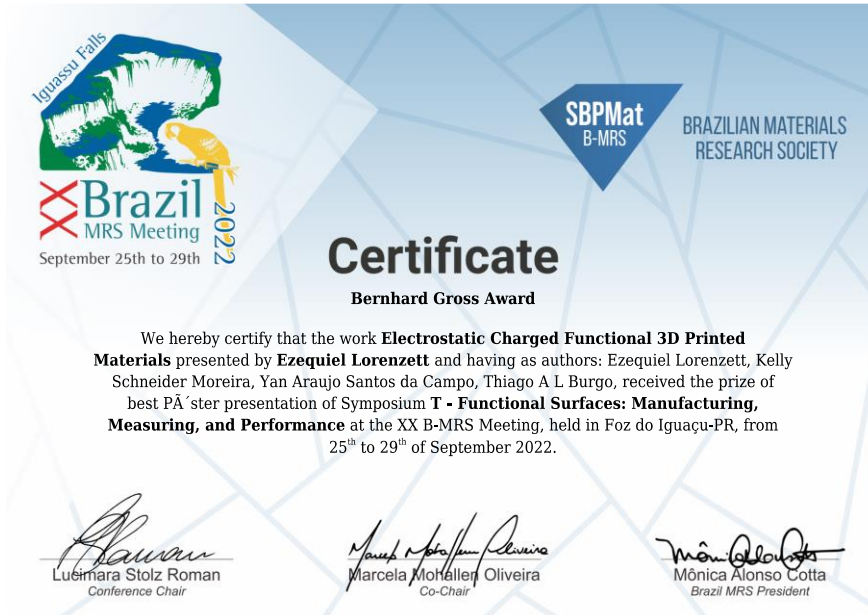 Iguassu Falls
XX Brazil
MRS Meeting
2022
September 25th to 29th
SBPMat
B-MRS
BRAZILIAN MATERIALS
RESEARCH SOCIETY
Certificate
Bernhard Gross Award
We hereby certify that the work Electrostatic Charged Functional 3D Printed
Materials presented by Ezequiel Lorenzett and having as authors: Ezequiel Lorenzett, Kelly
Schneider Moreira, Yan Araujo Santos da Campo, Thiago A L Burgo, received the prize of
best PÃ´ster presentation of Symposium T - Functional Surfaces: Manufacturing,
Measuring, and Performance at the XX B-MRS Meeting, held in Foz do Iguaçu-PR, from
25th to 29th of September 2022.
Lucimara Stolz Roman
Conference Chair
Marcela Mohallen Oliveira
Co-Chair
Mônica Alonso Cotta
Brazil MRS President